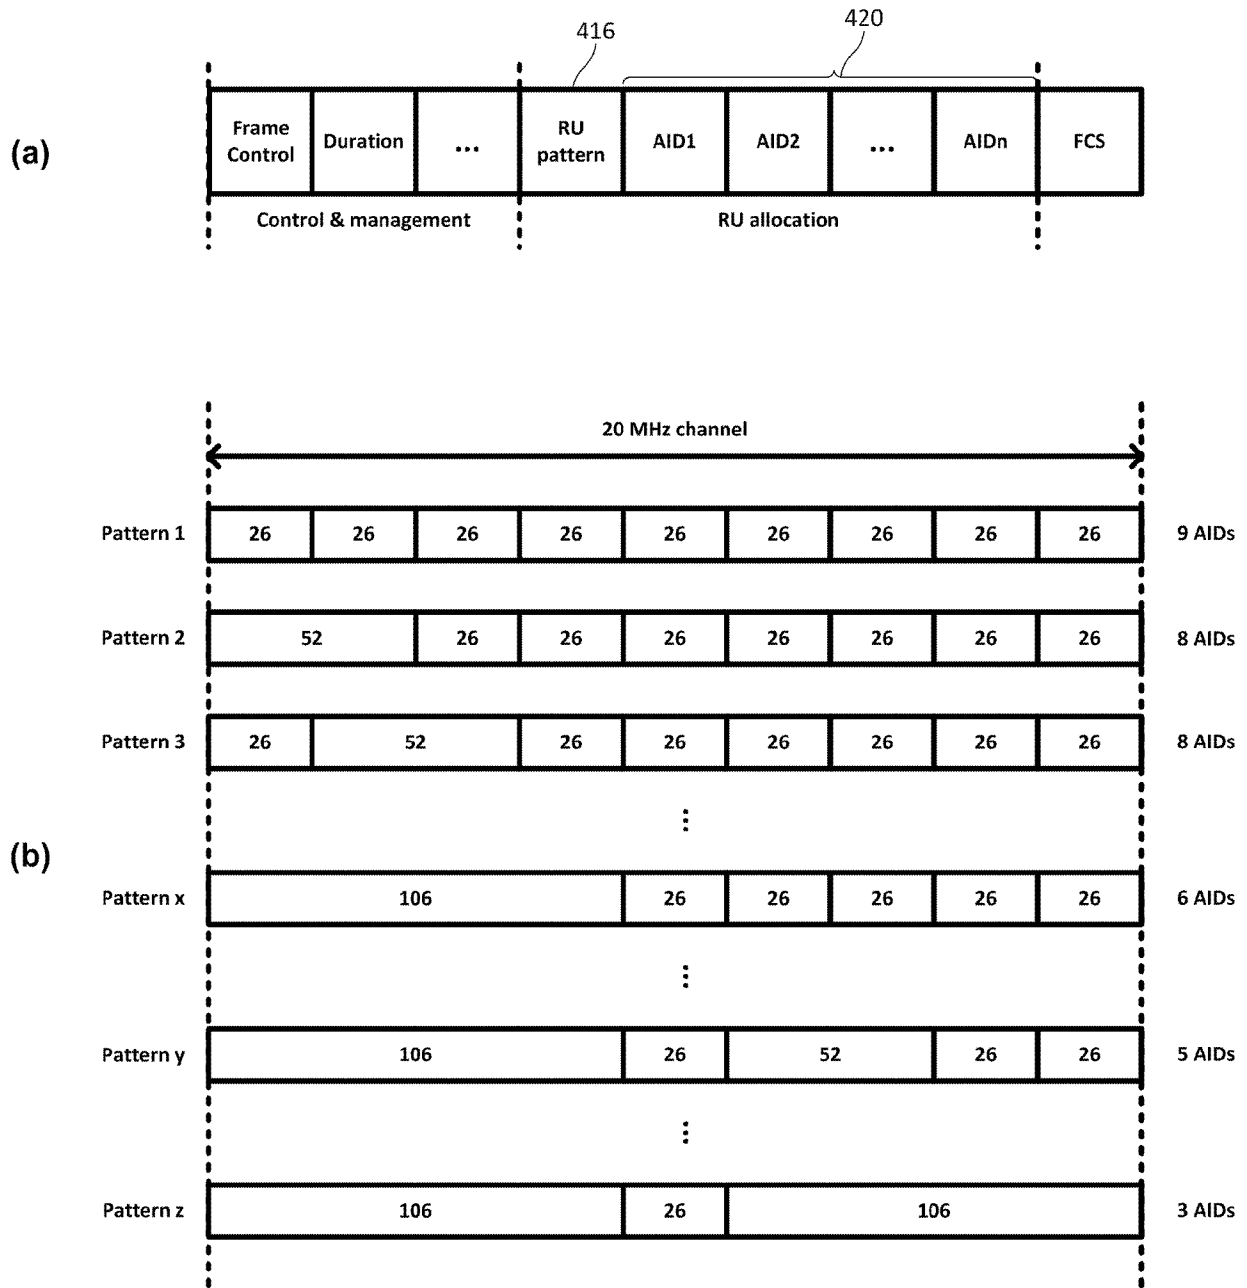 416
420
(a)
Frame Control
Duration
...
RU pattern
AID1
AID2
...
AIDn
FCS
Control & management
RU allocation
20 MHz channel
Pattern 1 26 26 26 26 26 26 26 26 26 9 AIDs
Pattern 2 52 26 26 26 26 26 26 26 8 AIDs
Pattern 3 26 52 26 26 26 26 26 26 8 AIDs
...
(b)
Pattern x 106 26 26 26 26 26 6 AIDs
...
Pattern y 106 26 52 26 26 5 AIDs
...
Pattern z 106 26 106 3 AIDs